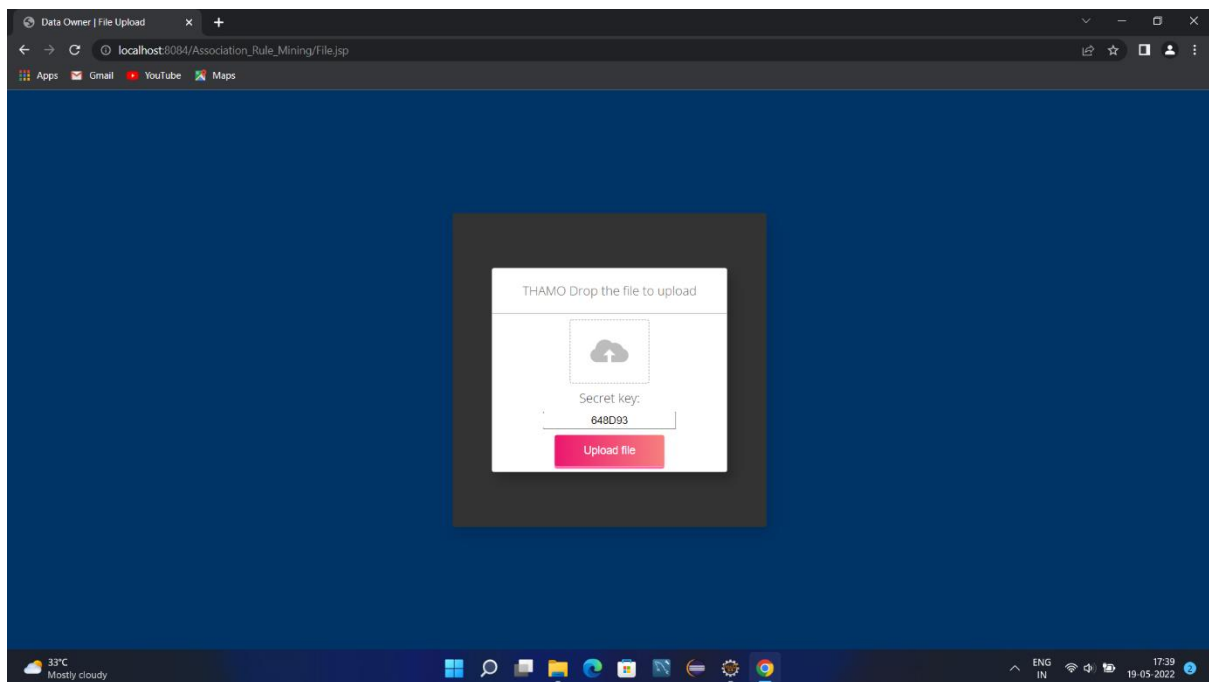 Data Owner | File Upload
localhost:8084/Association_Rule_Mining/File.jsp
Apps Gmail YouTube Maps
THAMO Drop the file to upload
Secret key:
648D93
Upload file
33°C
Mostly cloudy
ENG
IN
17:39
19-05-2022
2